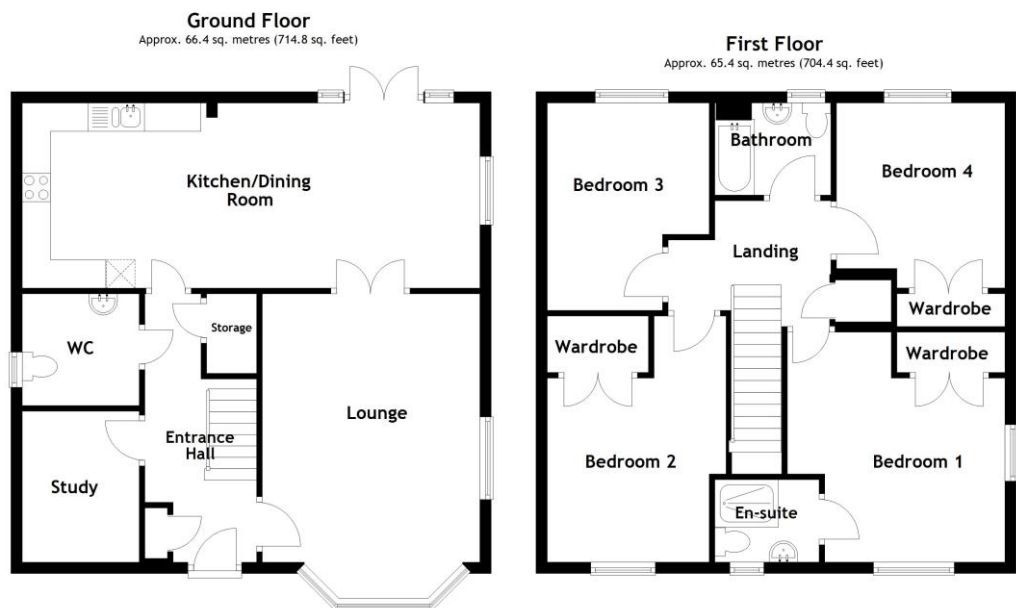 Ground Floor
Approx. 66.4 sq. metres (714.8 sq. feet)
Kitchen/Dining
Room
Storage
WC
Lounge
Entrance
Hall
Study
First Floor
Approx. 65.4 sq. metres (704.4 sq. feet)
Bathroom
Bedroom 3
Bedroom 4
Landing
Wardrobe
Wardrobe
Wardrobe
Bedroom 2
Bedroom 1
En-suite